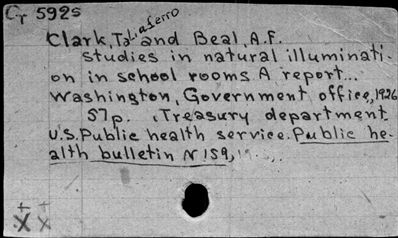 Cr 5925
Clark, Taliaferro and Beal, A.F.
studies in natural illuminati-
on in school rooms A report...
Washington, Government office, 1926
57p. (Treasury department
U.S. Public health service. Public he-
alth bulletin N 159,
+ +
X X